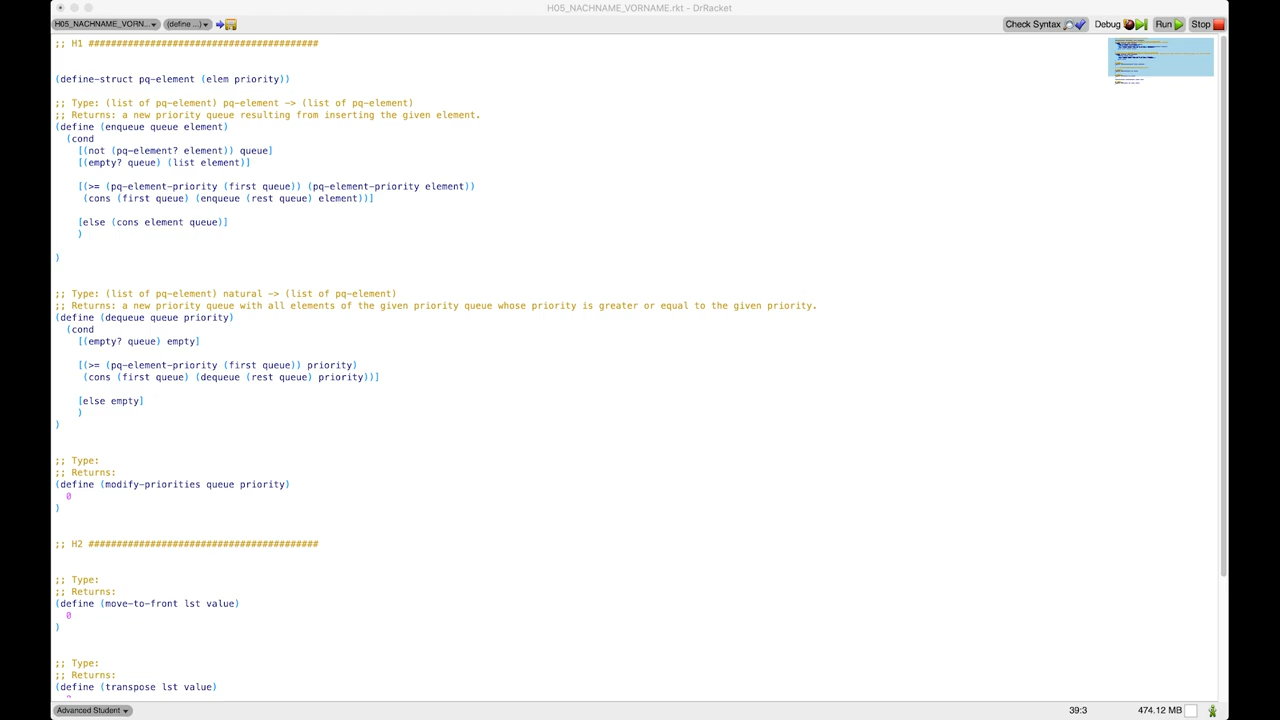 H05_NACHNAME_VORNAME.rkt - DrRacket
H05_NACHNAME_VORN... (define ...) Check Syntax Debug Run Stop
;; H1 #########################################
(define-struct pq-element (elem priority))
;; Type: (list of pq-element) pq-element -> (list of pq-element)
;; Returns: a new priority queue resulting from inserting the given element.
(define (enqueue queue element)
(cond
[(not (pq-element? element)) queue]
[(empty? queue) (list element)]
[(>= (pq-element-priority (first queue)) (pq-element-priority element))
(cons (first queue) (enqueue (rest queue) element))]
[else (cons element queue)]
)
)
;; Type: (list of pq-element) natural -> (list of pq-element)
;; Returns: a new priority queue with all elements of the given priority queue whose priority is greater or equal to the given priority.
(define (dequeue queue priority)
(cond
[(empty? queue) empty]
[(>= (pq-element-priority (first queue)) priority)
(cons (first queue) (dequeue (rest queue) priority))]
[else empty]
)
)
;; Type:
;; Returns:
(define (modify-priorities queue priority)
0
)
;; H2 #########################################
;; Type:
;; Returns:
(define (move-to-front lst value)
0
)
;; Type:
;; Returns:
(define (transpose lst value)
Advanced Student 39:3 474.12 MB